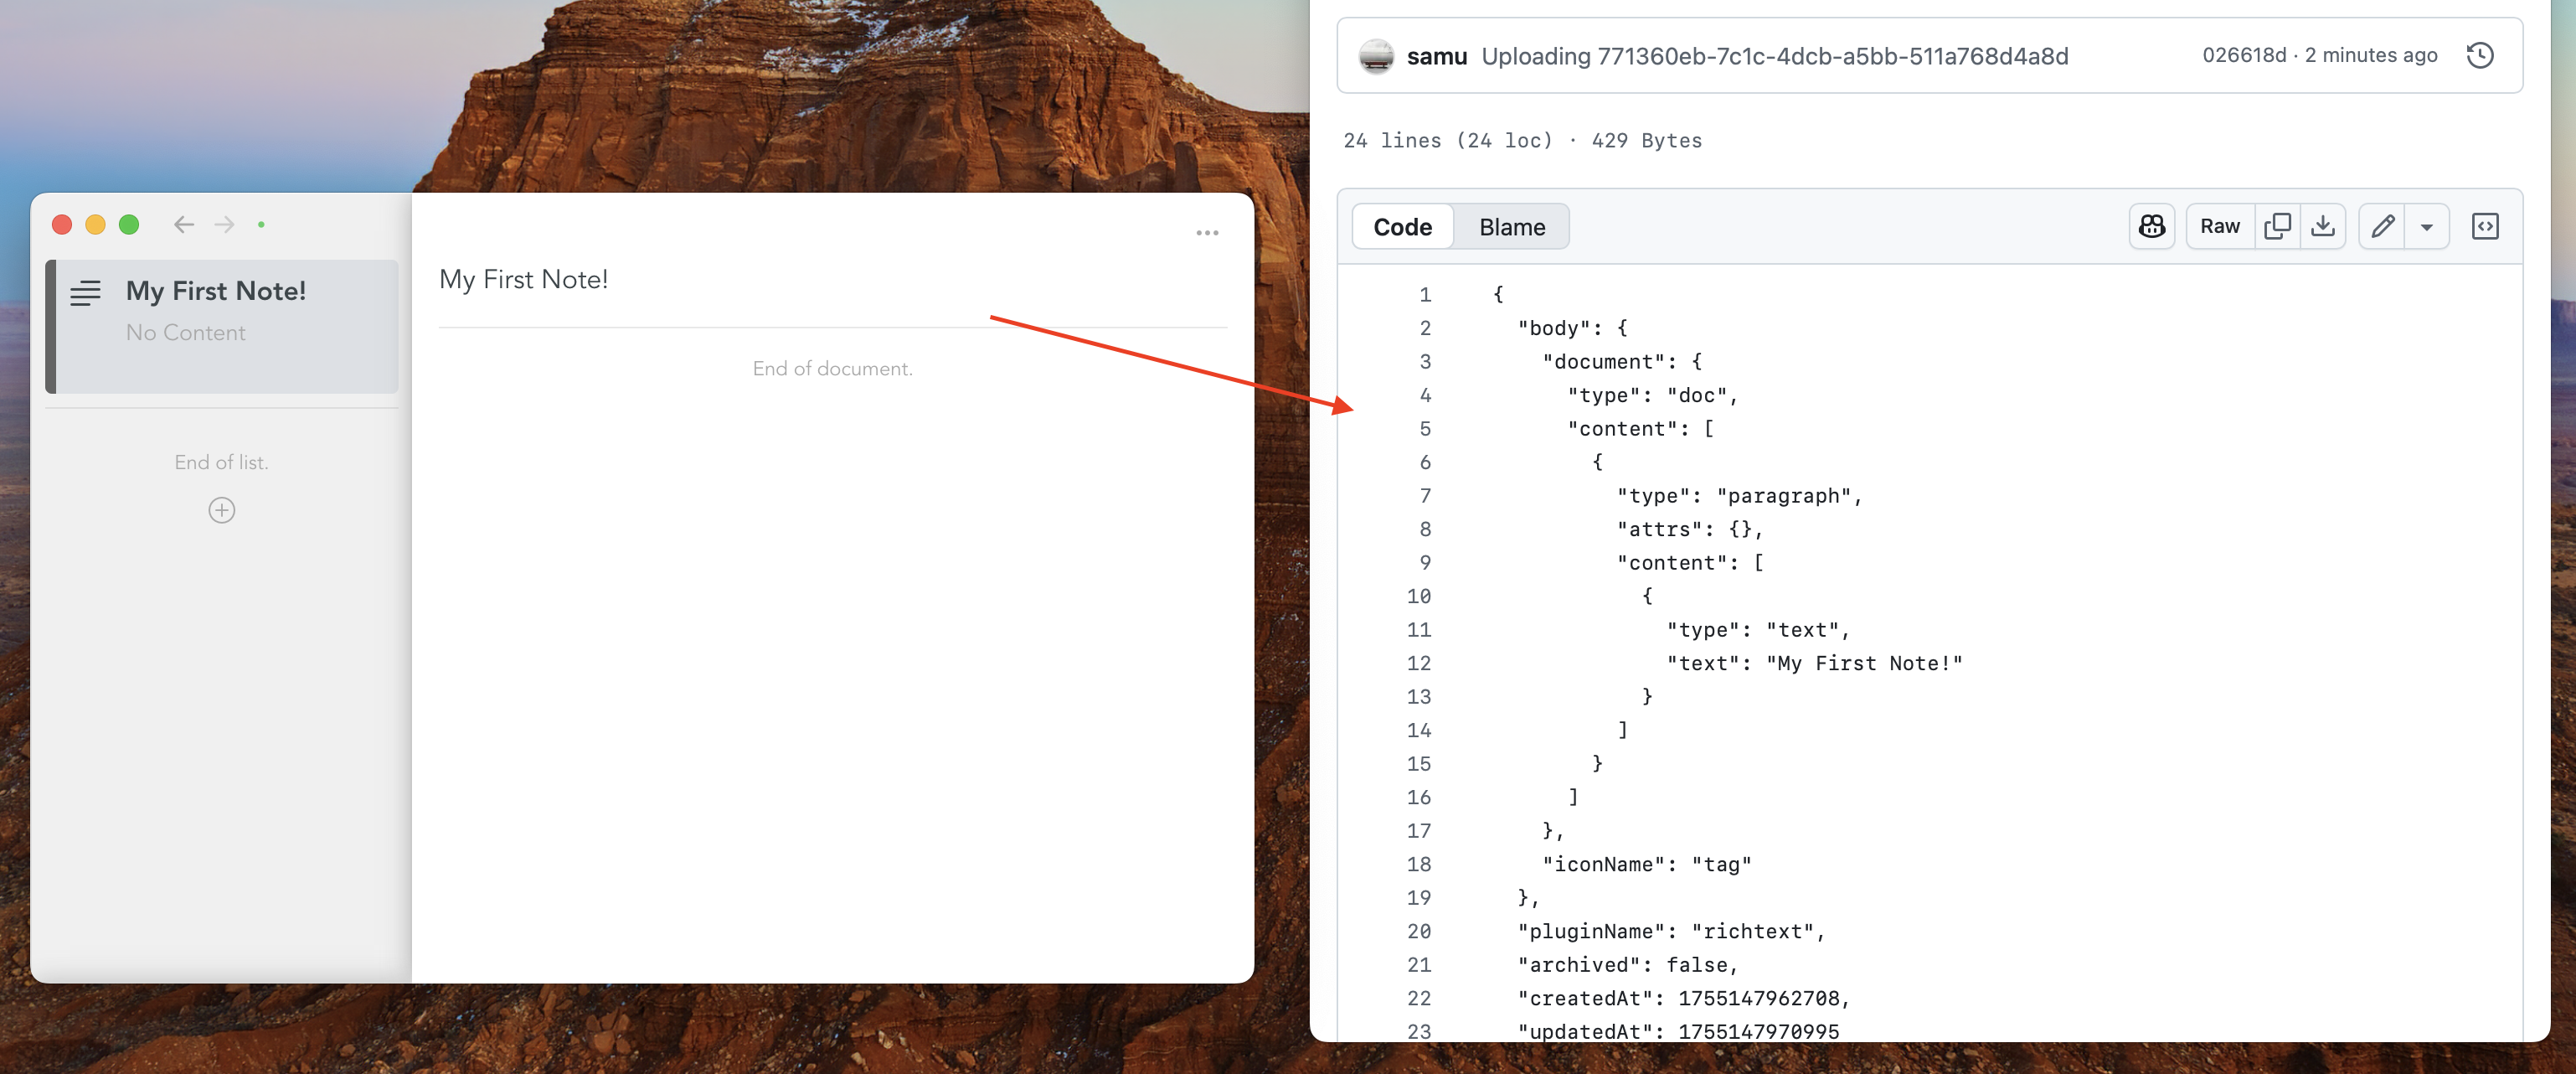 My First Note!
No Content
End of list.
My First Note!
End of document.
samu Uploading 771360eb-7c1c-4dcb-a5bb-511a768d4a8d 026618d · 2 minutes ago
24 lines (24 loc) · 429 Bytes
Code Blame Raw
1 {
2 "body": {
3 "document": {
4 "type": "doc",
5 "content": [
6 {
7 "type": "paragraph",
8 "attrs": {},
9 "content": [
10 {
11 "type": "text",
12 "text": "My First Note!"
13 }
14 ]
15 }
16 ]
17 },
18 "iconName": "tag"
19 },
20 "pluginName": "richtext",
21 "archived": false,
22 "createdAt": 1755147962708,
23 "updatedAt": 1755147970995